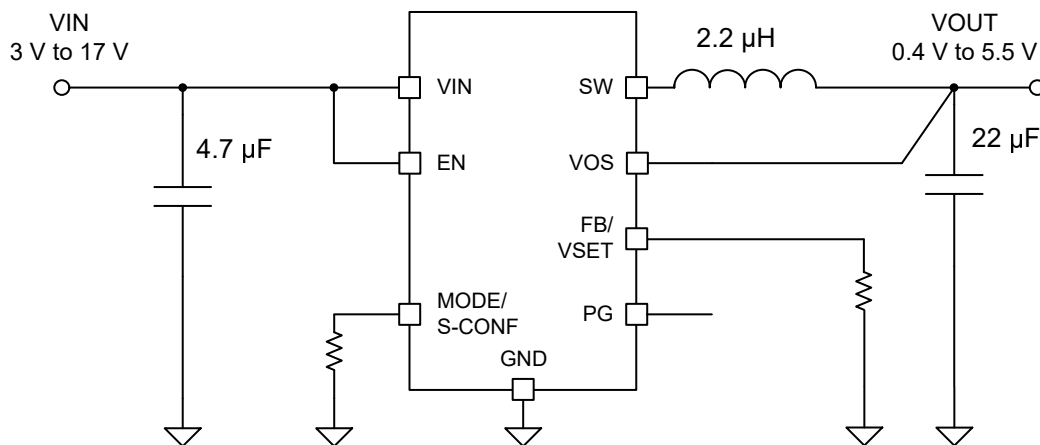 VIN
3 V to 17 V
4.7 µF
VIN
EN
MODE/
S-CONF
GND
SW
VOS
FB/
VSET
PG
2.2 µH
VOUT
0.4 V to 5.5 V
22 µF